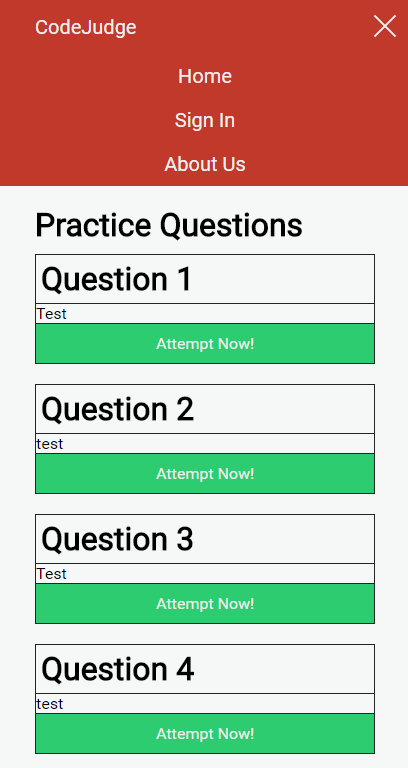 CodeJudge
Home
Sign In
About Us
Practice Questions
Question 1
Test
Attempt Now!
Question 2
test
Attempt Now!
Question 3
Test
Attempt Now!
Question 4
test
Attempt Now!